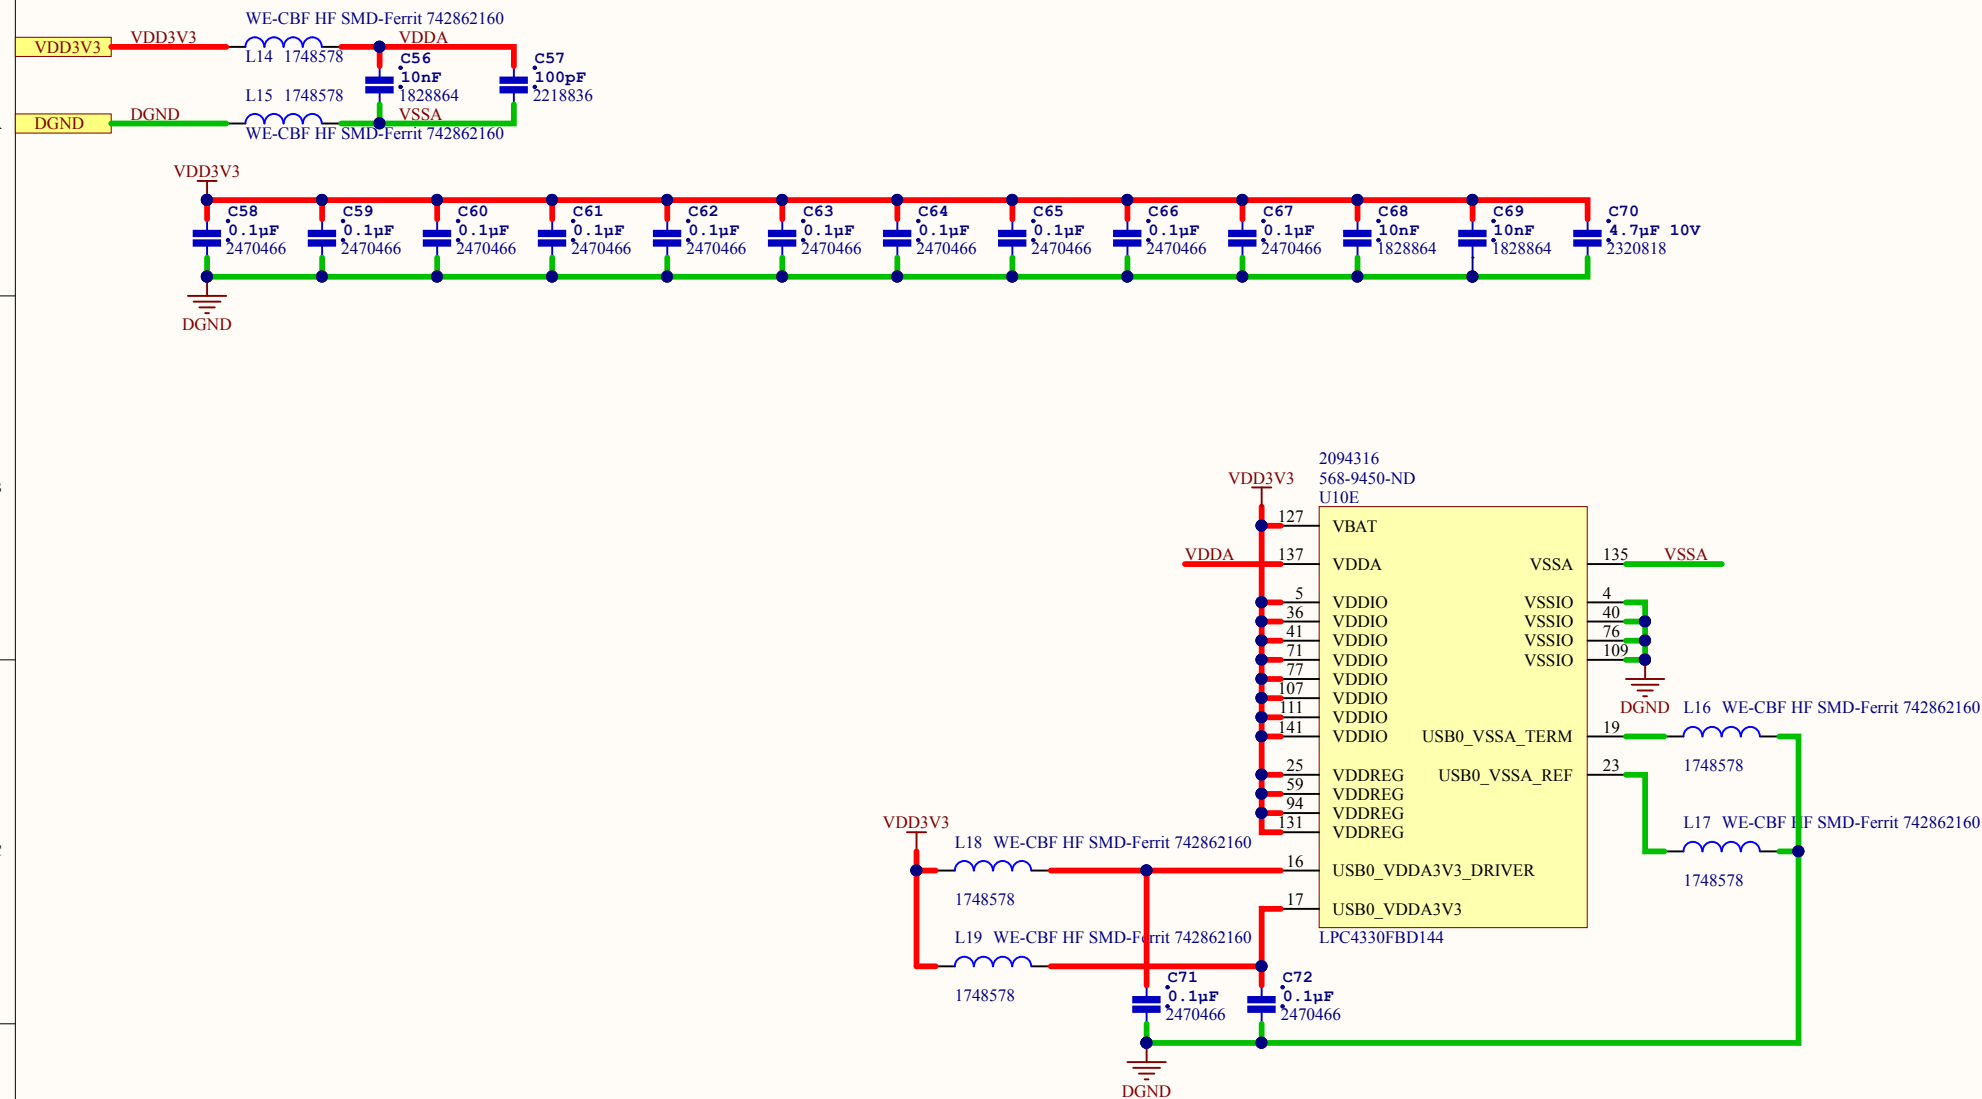 WE-CBF HF SMD-Ferrit 742862160
VDD3V3 VDD3V3 VDDA
L14 1748578
C56 C57
10nF 100pF
1828864 2218836
L15 1748578
DGND DGND VSSA
WE-CBF HF SMD-Ferrit 742862160
VDD3V3
C58 C59 C60 C61 C62 C63 C64 C65 C66 C67 C68 C69 C70
0.1µF 0.1µF 0.1µF 0.1µF 0.1µF 0.1µF 0.1µF 0.1µF 0.1µF 0.1µF 10nF 10nF 4.7µF 10V
2470466 2470466 2470466 2470466 2470466 2470466 2470466 2470466 2470466 2470466 1828864 1828864 2320818
DGND
2094316
568-9450-ND
U10E
VDD3V3
127 VBAT
VDDA 137 VDDA VSSA 135 VSSA
5 VDDIO VSSIO 4
36 VDDIO VSSIO 40
41 VDDIO VSSIO 76
71 VDDIO VSSIO 109
77 VDDIO
107 VDDIO
DGND
L16 WE-CBF HF SMD-Ferrit 742862160
111 VDDIO
141 VDDIO USB0_VSSA_TERM 19
1748578
25 VDDREG USB0_VSSA_REF 23
59 VDDREG
94 VDDREG
131 VDDREG
L17 WE-CBF HF SMD-Ferrit 742862160
1748578
VDD3V3
L18 WE-CBF HF SMD-Ferrit 742862160
16 USB0_VDDA3V3_DRIVER
1748578
17 USB0_VDDA3V3
LPC4330FBD144
L19 WE-CBF HF SMD-Ferrit 742862160
1748578
C71 C72
0.1µF 0.1µF
2470466 2470466
DGND